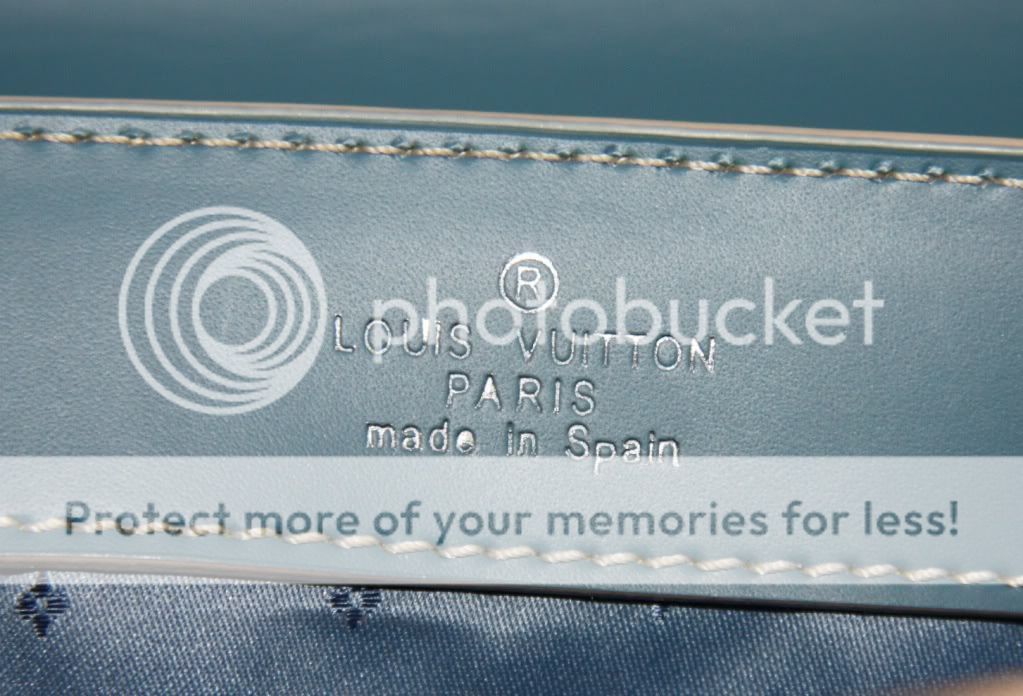 ®
photobucket
LOUIS VUITTON
PARIS
made in Spain
Protect more of your memories for less!